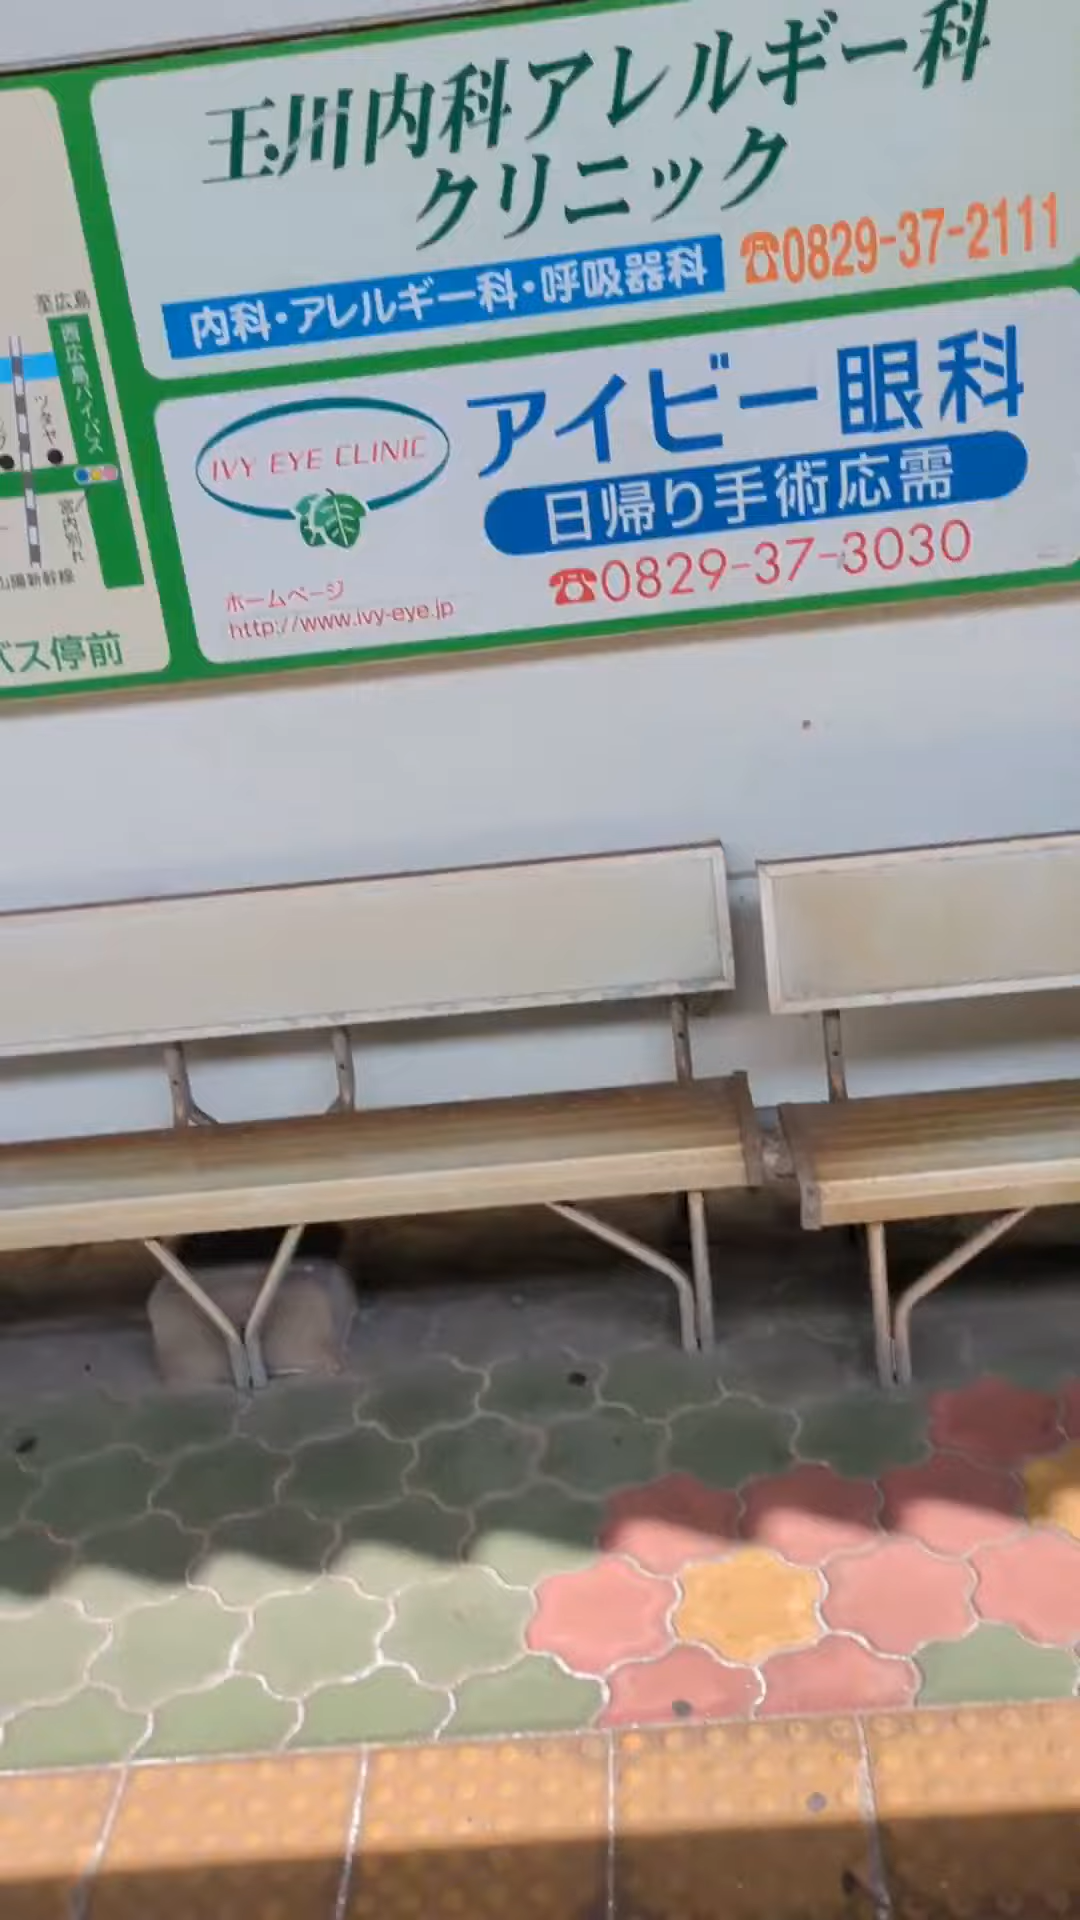 玉川内科アレルギー科
クリニック
内科・アレルギー科・呼吸器科
☎0829-37-2111
至広島
西広島バイパス
ツタヤ
宮内別れ
山陽新幹線
バス停前
IVY EYE CLINIC
アイビー眼科
日帰り手術応需
☎0829-37-3030
ホームページ
http://www.ivy-eye.jp